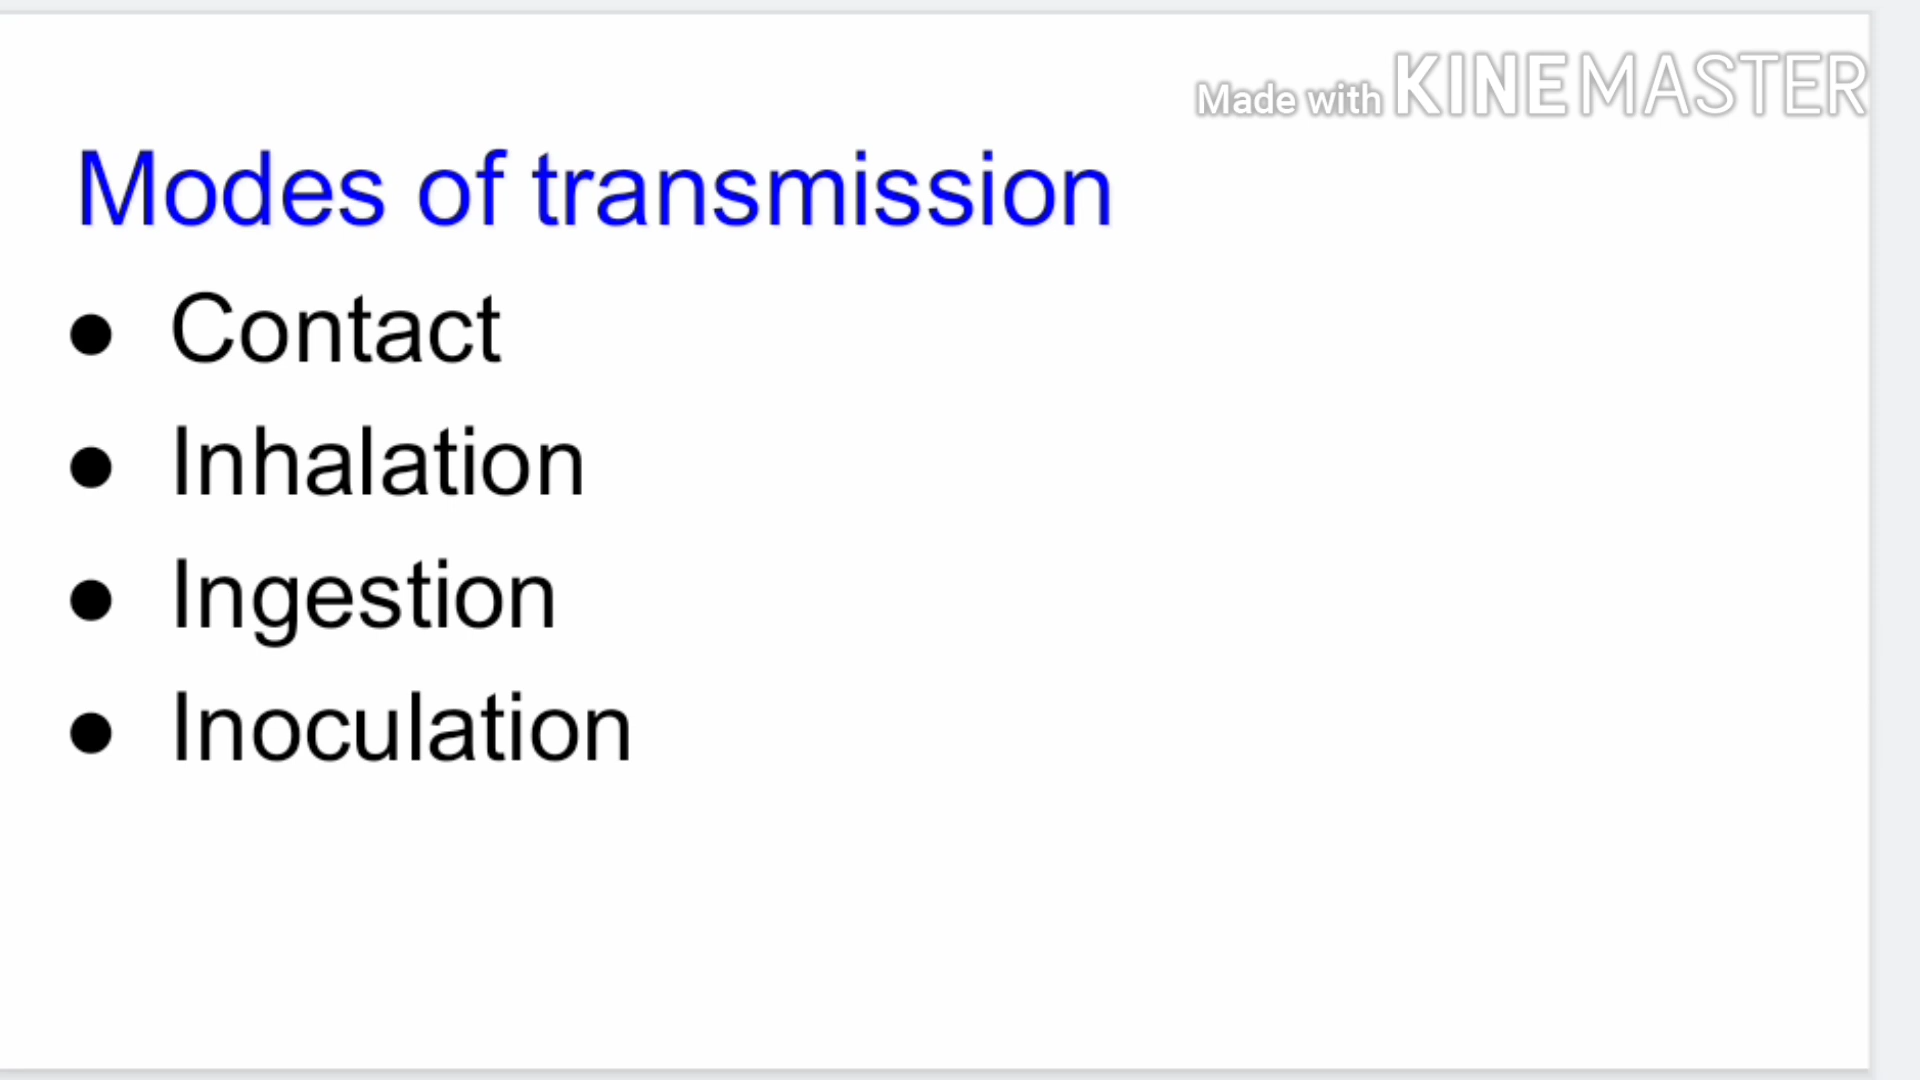 Made with KINEMASTER
Modes of transmission
● Contact
● Inhalation
● Ingestion
● Inoculation